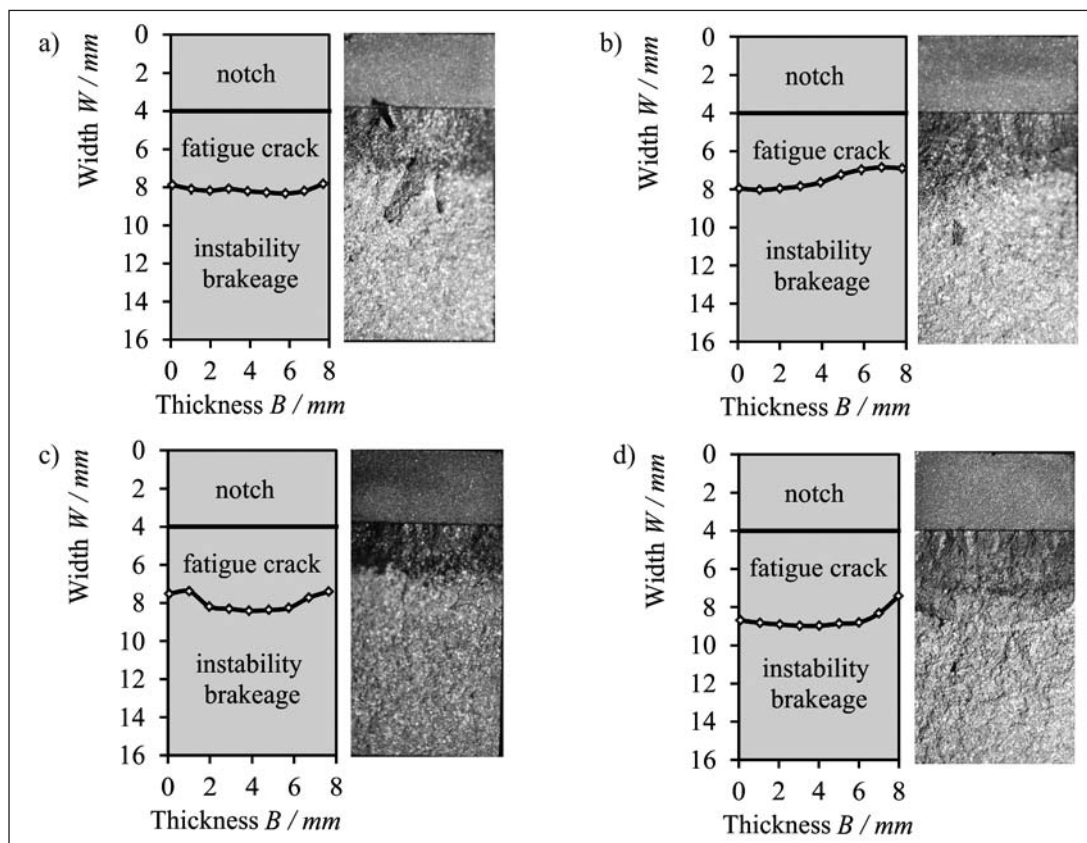 a)
Width W / mm
0
2
4
6
8
10
12
14
16
notch
fatigue crack
instability
brakeage
0 2 4 6 8
Thickness B / mm
b)
Width W / mm
0
2
4
6
8
10
12
14
16
notch
fatigue crack
instability
brakeage
0 2 4 6 8
Thickness B / mm
c)
Width W / mm
0
2
4
6
8
10
12
14
16
notch
fatigue crack
instability
brakeage
0 2 4 6 8
Thickness B / mm
d)
Width W / mm
0
2
4
6
8
10
12
14
16
notch
fatigue crack
instability
brakeage
0 2 4 6 8
Thickness B / mm